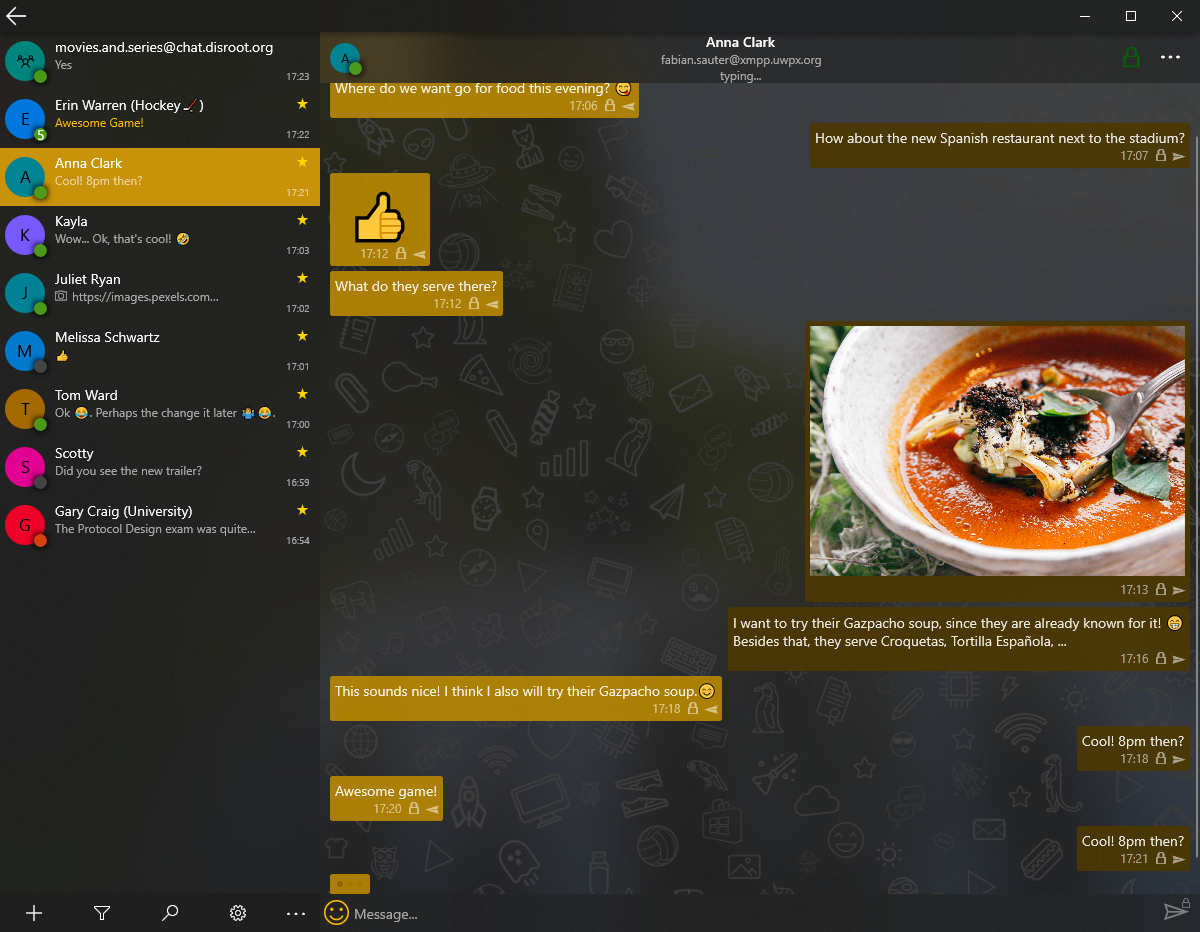 movies.and.series@chat.disroot.org
Yes
17:23
E
5
Erin Warren (Hockey🏒)
Awesome Game!
17:22
A
Anna Clark
Cool! 8pm then?
17:21
K
Kayla
Wow... Ok, that's cool! 🤣
17:03
J
Juliet Ryan
https://images.pexels.com...
17:02
M
Melissa Schwartz
👍
17:01
T
Tom Ward
Ok 😂. Perhaps the change it later 🤷‍♂️😂.
17:00
S
Scotty
Did you see the new trailer?
16:59
G
Gary Craig (University)
The Protocol Design exam was quite...
16:54
A
Anna Clark
fabian.sauter@xmpp.uwpx.org
typing...
Where do we want go for food this evening? 😋
17:06
How about the new Spanish restaurant next to the stadium?
17:07
👍
17:12
What do they serve there?
17:12
17:13
I want to try their Gazpacho soup, since they are already known for it! 😁
Besides that, they serve Croquetas, Tortilla Española, ...
17:16
This sounds nice! I think I also will try their Gazpacho soup.😊
17:18
Cool! 8pm then?
17:18
Awesome game!
17:20
Cool! 8pm then?
17:21
Message...